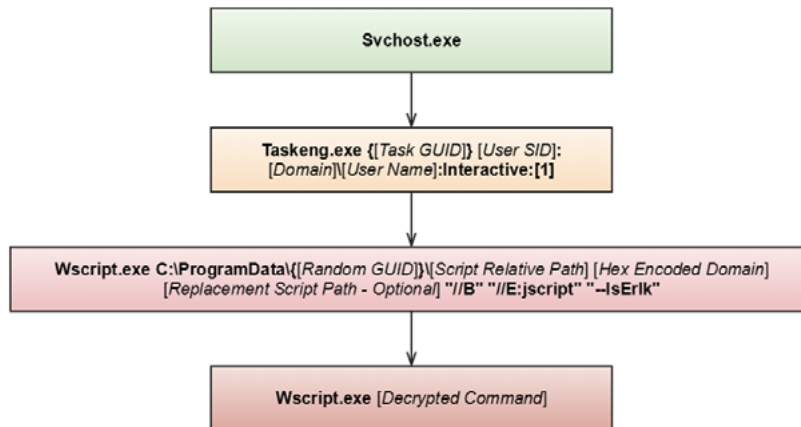 Svchost.exe
Taskeng.exe {[Task GUID]} [User SID]:
[Domain]\[User Name]:Interactive:[1]
Wscript.exe C:\ProgramData\{[Random GUID]}\[Script Relative Path] [Hex Encoded Domain]
[Replacement Script Path - Optional] "//B" "//E:jscript" "--IsErIk"
Wscript.exe [Decrypted Command]